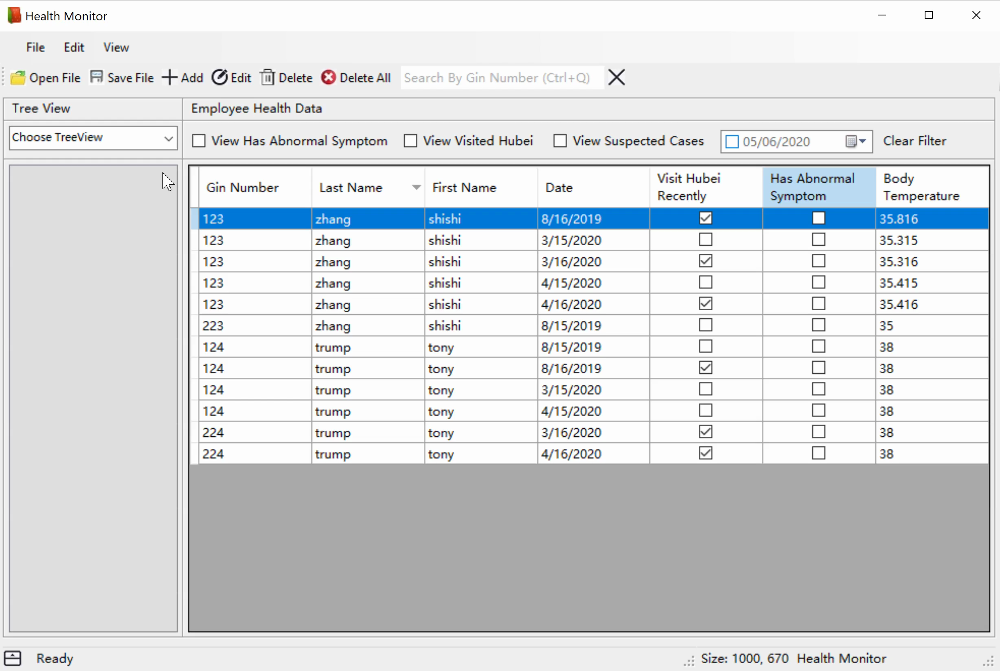 Health Monitor
File Edit View
Open File Save File Add Edit Delete Delete All Search By Gin Number (Ctrl+Q)
Tree View Employee Health Data
Choose TreeView View Has Abnormal Symptom View Visited Hubei View Suspected Cases 05/06/2020 Clear Filter
Gin Number Last Name First Name Date Visit Hubei Recently Has Abnormal Symptom Body Temperature
123 zhang shishi 8/16/2019 35.816
123 zhang shishi 3/15/2020 35.315
123 zhang shishi 3/16/2020 35.316
123 zhang shishi 4/15/2020 35.415
123 zhang shishi 4/16/2020 35.416
223 zhang shishi 8/15/2019 35
124 trump tony 8/15/2019 38
124 trump tony 8/16/2019 38
124 trump tony 3/15/2020 38
124 trump tony 4/15/2020 38
224 trump tony 3/16/2020 38
224 trump tony 4/16/2020 38
Ready Size: 1000, 670 Health Monitor